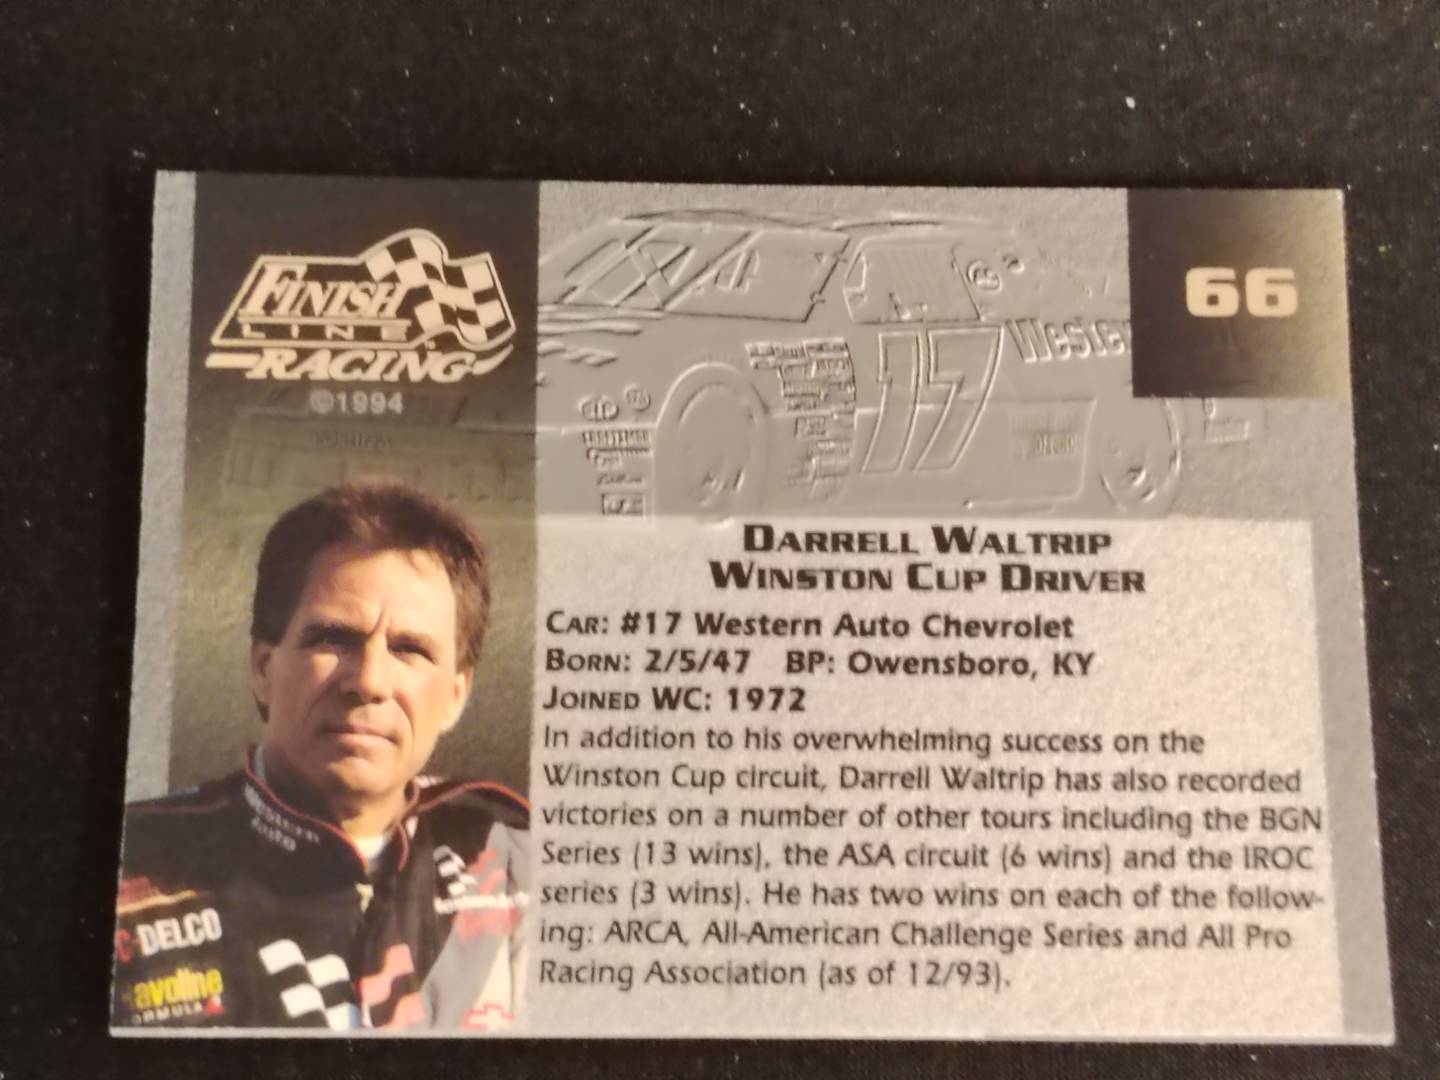 FINISH
LINE
RACING
©1994
66
17
Wester
DARRELL WALTRIP
WINSTON CUP DRIVER
CAR: #17 Western Auto Chevrolet
BORN: 2/5/47 BP: Owensboro, KY
JOINED WC: 1972
In addition to his overwhelming success on the
Winston Cup circuit, Darrell Waltrip has also recorded
victories on a number of other tours including the BGN
Series (13 wins), the ASA circuit (6 wins) and the IROC
series (3 wins). He has two wins on each of the follow-
ing: ARCA, All-American Challenge Series and All Pro
Racing Association (as of 12/93).
Western
Auto
DELCO
avoline
RMULA